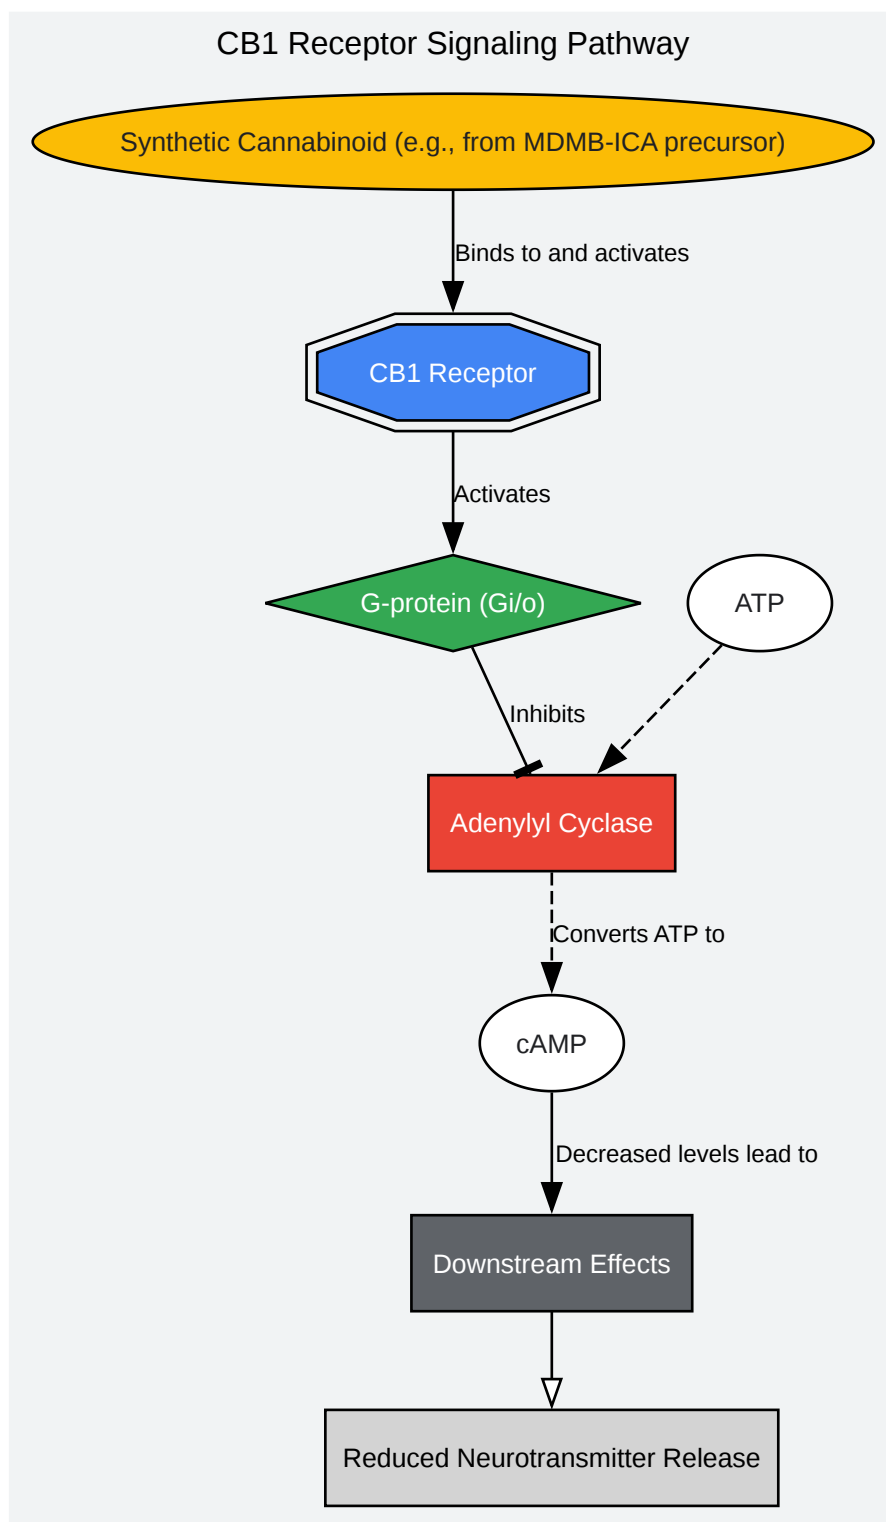 CB1 Receptor Signaling Pathway
Synthetic Cannabinoid (e.g., from MDMB-ICA precursor)
Binds to and activates
CB1 Receptor
Activates
G-protein (Gi/o)
ATP
Inhibits
Adenylyl Cyclase
Converts ATP to
cAMP
Decreased levels lead to
Downstream Effects
Reduced Neurotransmitter Release